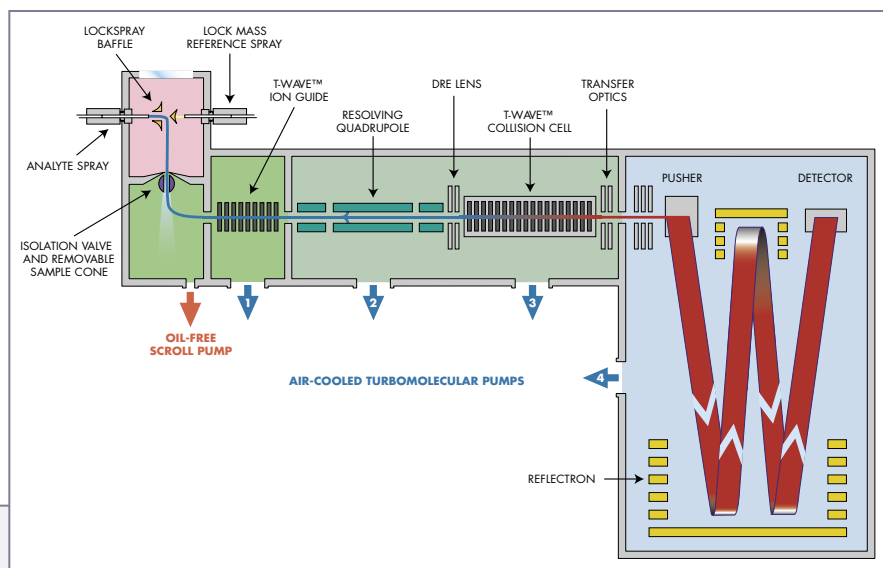 LOCKSPRAY
BAFFLE
LOCK MASS
REFERENCE SPRAY
T-WAVE™
ION GUIDE
DRE LENS
TRANSFER
OPTICS
RESOLVING
QUADRUPOLE
T-WAVE™
COLLISION CELL
ANALYTE SPRAY
PUSHER
DETECTOR
ISOLATION VALVE
AND REMOVABLE
SAMPLE CONE
1
2
3
OIL-FREE
SCROLL PUMP
AIR-COOLED TURBOMOLECULAR PUMPS
4
REFLECTRON